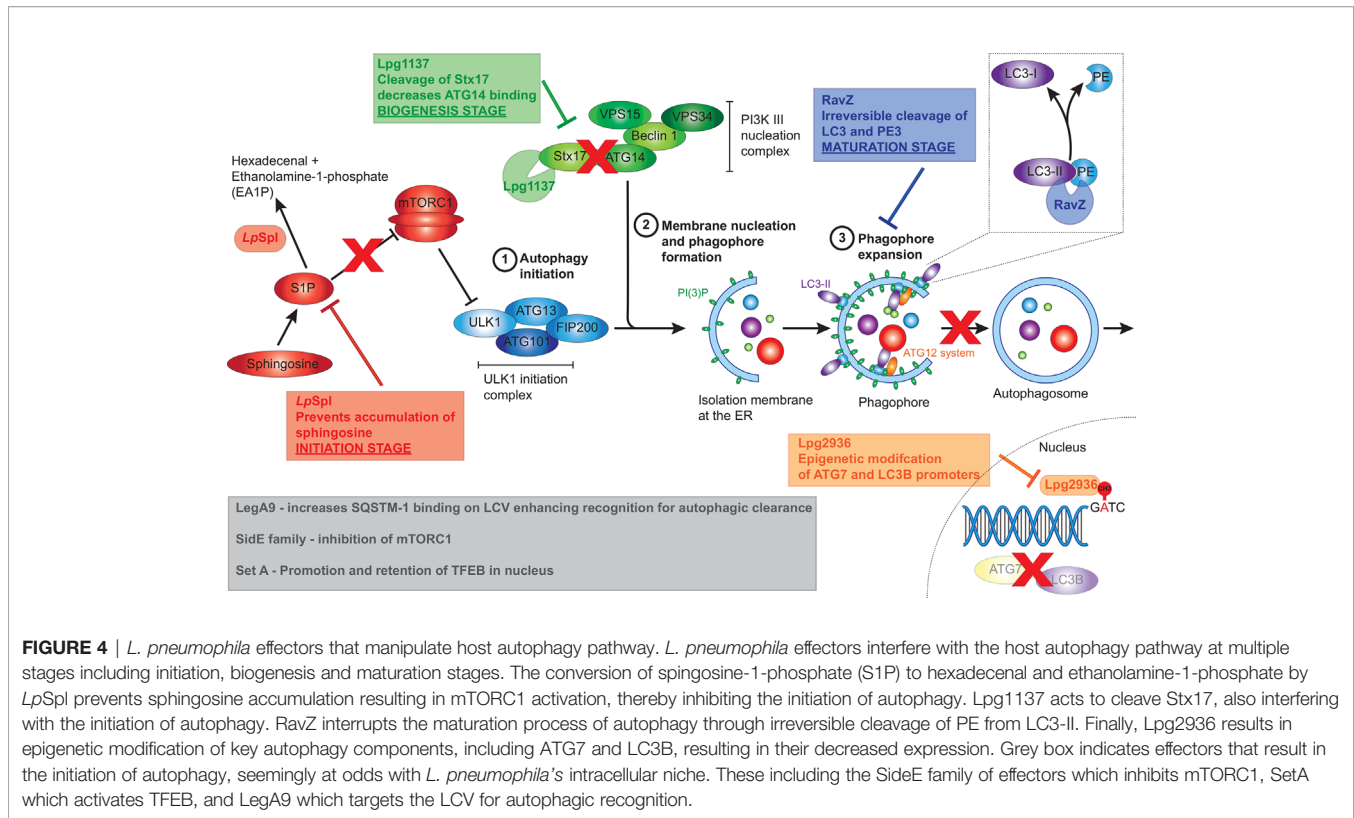 Lpg1137
Cleavage of Stx17
decreases ATG14 binding
BIOGENESIS STAGE
VPS15
VPS34
Beclin 1
Stx17
ATG14
Lpg1137
PI3K III
nucleation
complex
RavZ
Irreversible cleavage of
LC3 and PE3
MATURATION STAGE
LC3-I
PE
LC3-II
PE
RavZ
Hexadecenal +
Ethanolamine-1-phosphate
(EA1P)
LpSpl
mTORC1
S1P
Sphingosine
1 Autophagy
initiation
ULK1
ATG13
FIP200
ATG101
ULK1 initiation
complex
2 Membrane nucleation
and phagophore
formation
3 Phagophore
expansion
PI(3)P
LC3-II
ATG12 system
Isolation membrane
at the ER
Phagophore
Autophagosome
LpSpl
Prevents accumulation of
sphingosine
INITIATION STAGE
Lpg2936
Epigenetic modifcation
of ATG7 and LC3B promoters
Nucleus
Lpg2936
CH3
GATC
ATG7
LC3B
LegA9 - increases SQSTM-1 binding on LCV enhancing recognition for autophagic clearance
SidE family - inhibition of mTORC1
Set A - Promotion and retention of TFEB in nucleus
FIGURE 4 | L. pneumophila effectors that manipulate host autophagy pathway. L. pneumophila effectors interfere with the host autophagy pathway at multiple
stages including initiation, biogenesis and maturation stages. The conversion of spingosine-1-phosphate (S1P) to hexadecenal and ethanolamine-1-phosphate by
LpSpl prevents sphingosine accumulation resulting in mTORC1 activation, thereby inhibiting the initiation of autophagy. Lpg1137 acts to cleave Stx17, also interfering
with the initiation of autophagy. RavZ interrupts the maturation process of autophagy through irreversible cleavage of PE from LC3-II. Finally, Lpg2936 results in
epigenetic modification of key autophagy components, including ATG7 and LC3B, resulting in their decreased expression. Grey box indicates effectors that result in
the initiation of autophagy, seemingly at odds with L. pneumophila's intracellular niche. These including the SideE family of effectors which inhibits mTORC1, SetA
which activates TFEB, and LegA9 which targets the LCV for autophagic recognition.